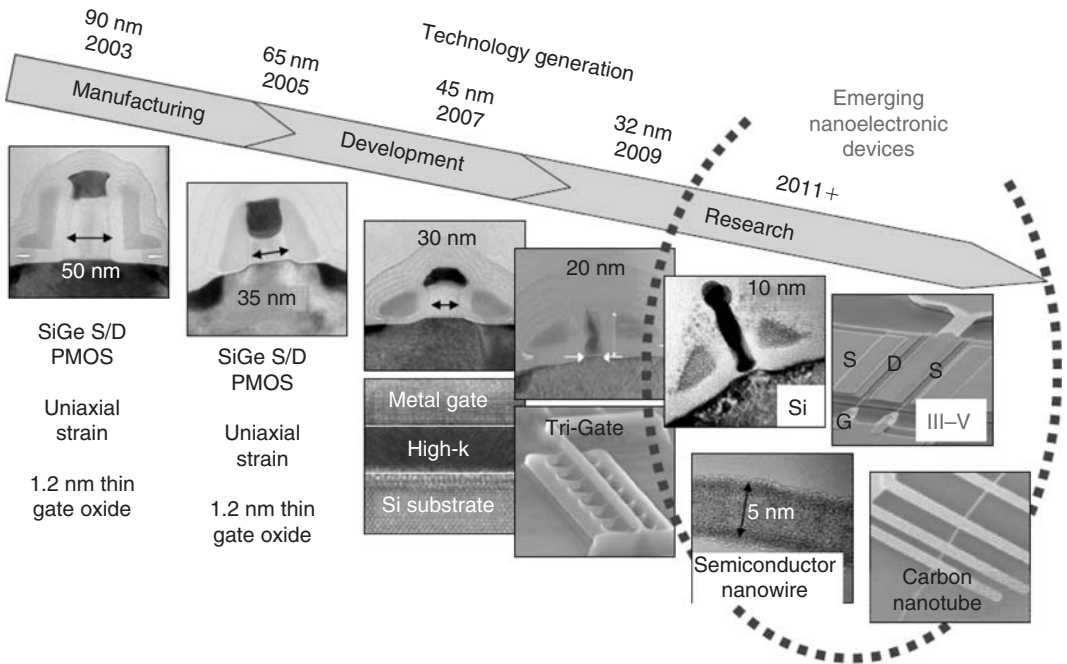 90 nm
2003
65 nm
2005
Technology generation
45 nm
2007
32 nm
2009
Emerging
nanoelectronic
devices
2011+
Manufacturing
Development
Research
50 nm
SiGe S/D
PMOS
Uniaxial
strain
1.2 nm thin
gate oxide
35 nm
SiGe S/D
PMOS
Uniaxial
strain
1.2 nm thin
gate oxide
30 nm
Metal gate
High-k
Si substrate
20 nm
Tri-Gate
10 nm
Si
S
D
S
G
III–V
5 nm
Semiconductor
nanowire
Carbon
nanotube